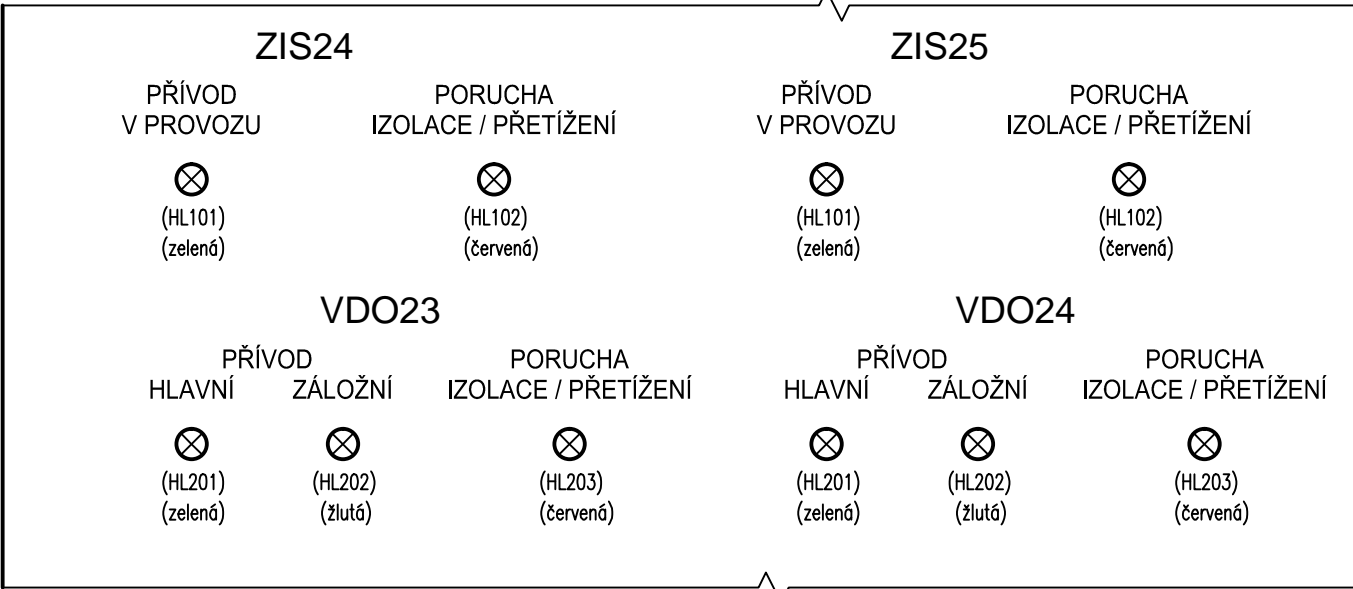 ZIS24
PŘÍVOD
V PROVOZU
PORUCHA
IZOLACE / PŘETÍŽENÍ
(HL101)
(zelená)
(HL102)
(červená)
ZIS25
PŘÍVOD
V PROVOZU
PORUCHA
IZOLACE / PŘETÍŽENÍ
(HL101)
(zelená)
(HL102)
(červená)
VDO23
PŘÍVOD
HLAVNÍ
ZÁLOŽNÍ
PORUCHA
IZOLACE / PŘETÍŽENÍ
(HL201)
(zelená)
(HL202)
(žlutá)
(HL203)
(červená)
VDO24
PŘÍVOD
HLAVNÍ
ZÁLOŽNÍ
PORUCHA
IZOLACE / PŘETÍŽENÍ
(HL201)
(zelená)
(HL202)
(žlutá)
(HL203)
(červená)